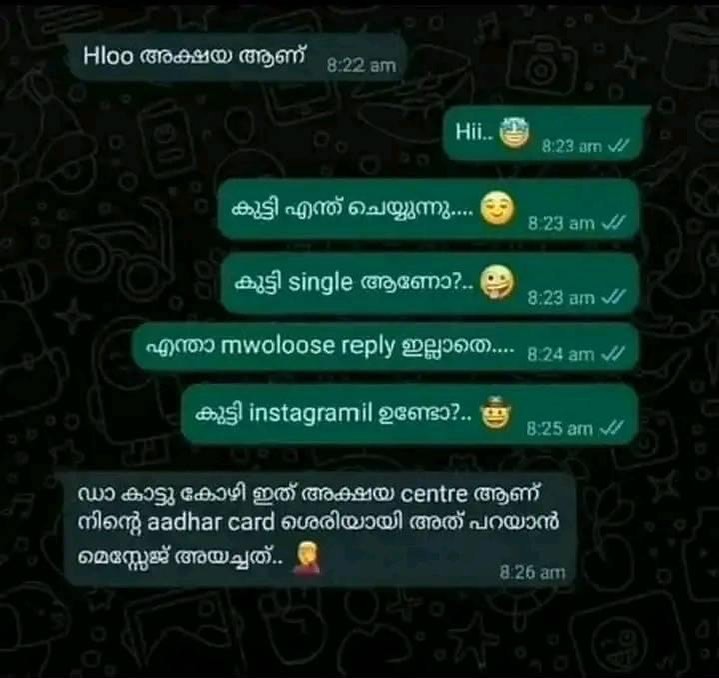 Hloo അക്ഷയ ആണ് 8:22 am
Hii.. 🤠 8:23 am
കുട്ടി എന്ത് ചെയ്യുന്നു.... 😌 8:23 am
കുട്ടി single ആണോ?.. 🤪 8:23 am
എന്താ mwoloose reply ഇല്ലാതെ.... 8:24 am
കുട്ടി instagramil ഉണ്ടോ?.. 🤠 8:25 am
ഡാ കാട്ടു കോഴി ഇത് അക്ഷയ centre ആണ്
നിന്റെ aadhar card ശെരിയായി അത് പറയാൻ
മെസ്സേജ് അയച്ചത്.. 🤦
8:26 am